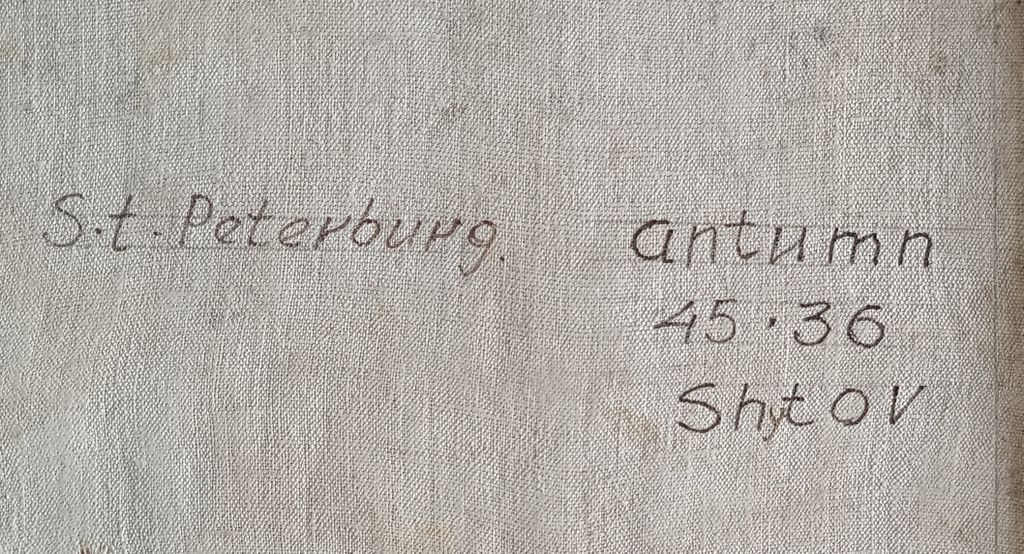 S.t. Peterburg.
antumn
45 · 36
Shytov